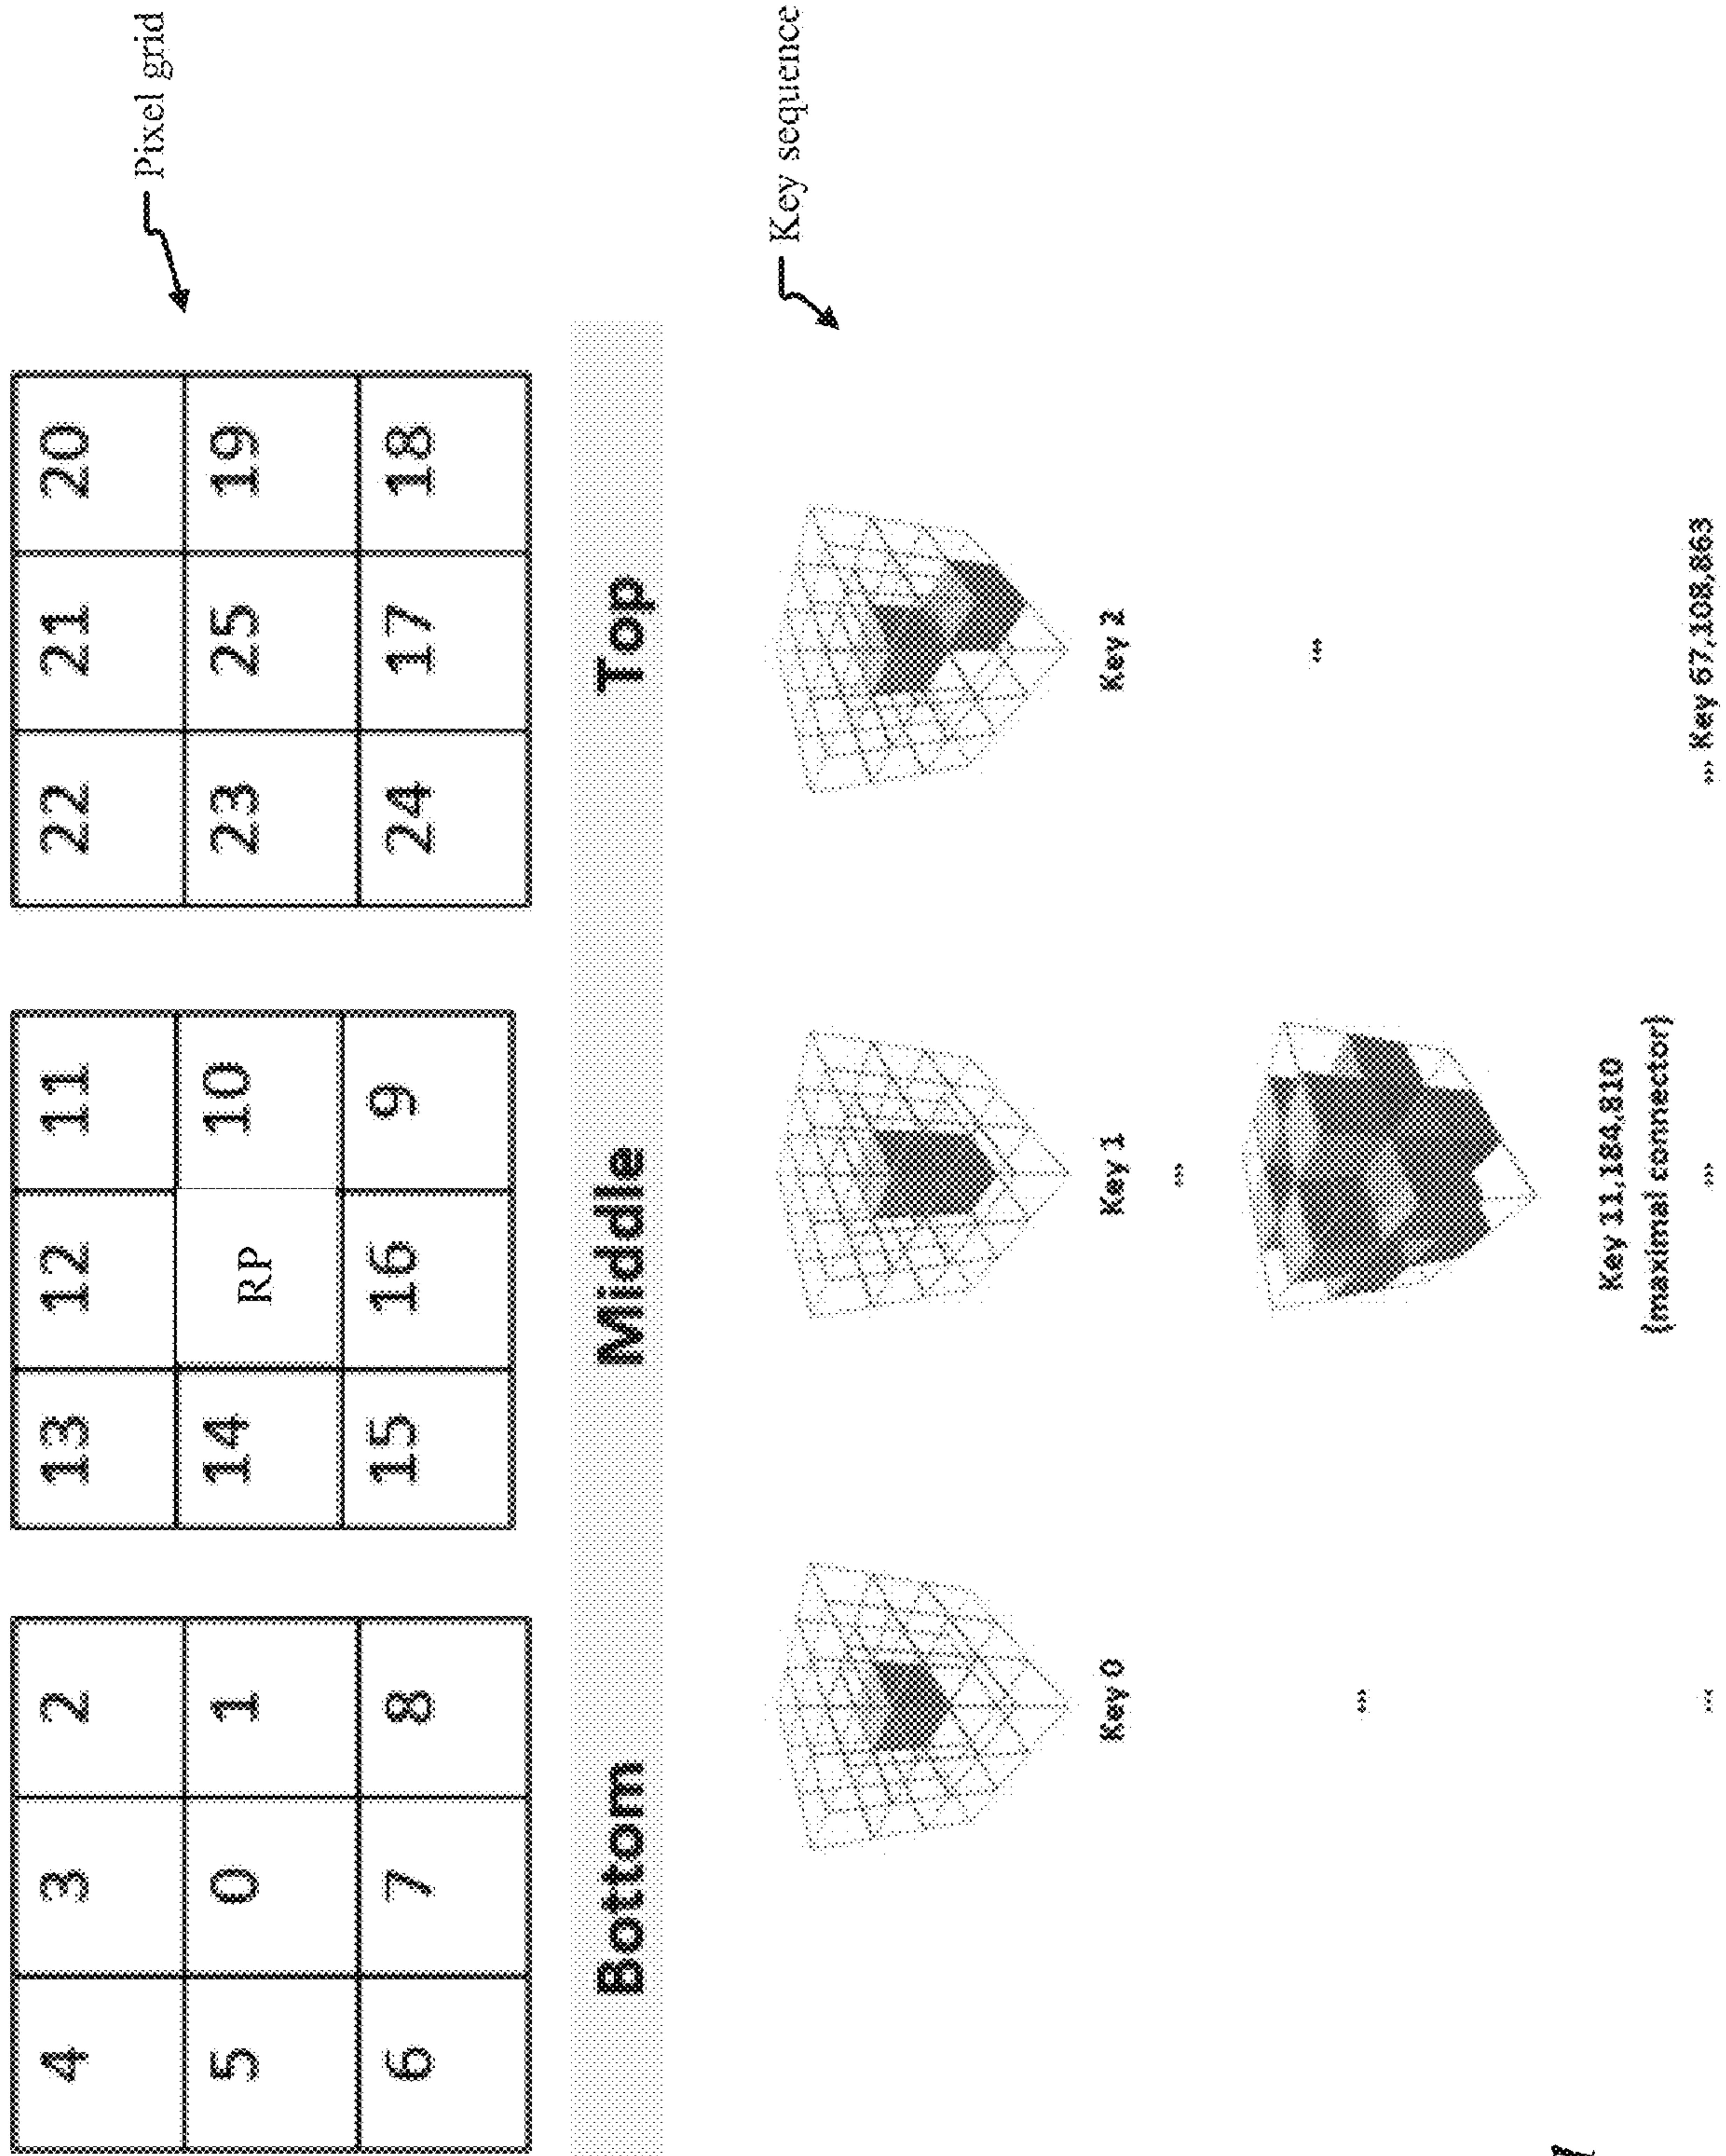 4 3 2 13 12 11 22 21 20
Pixel grid
5 0 1 14 RP 10 23 25 19
6 7 8 15 16 9 24 17 18
Bottom Middle Top
Key sequence
Key 0 Key 1 Key 2
...
...
...
Key 11,184,810
(maximal connector)
... ... ... Key 67,108,863